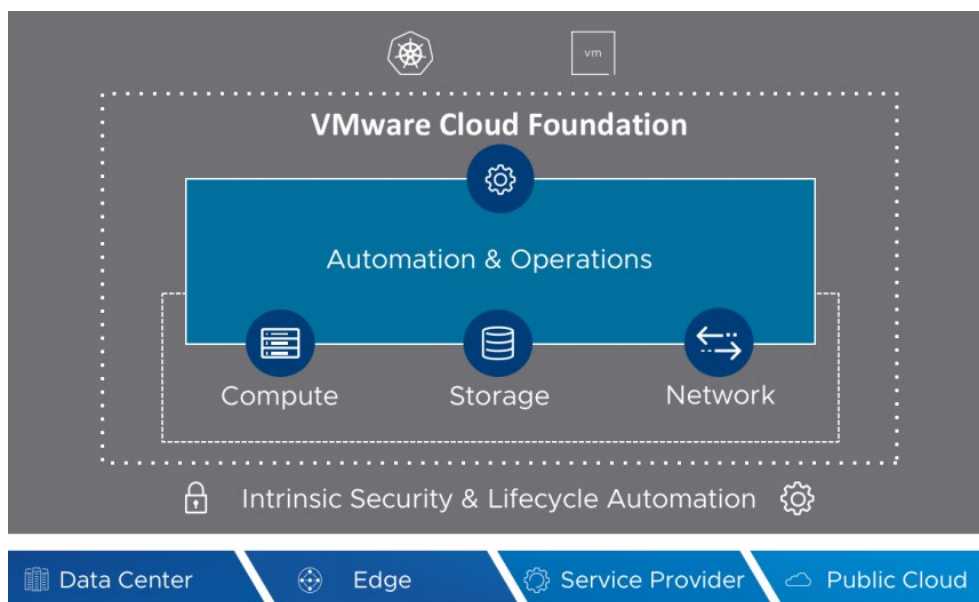 vm
VMware Cloud Foundation
Automation & Operations
Compute Storage Network
Intrinsic Security & Lifecycle Automation
Data Center Edge Service Provider Public Cloud